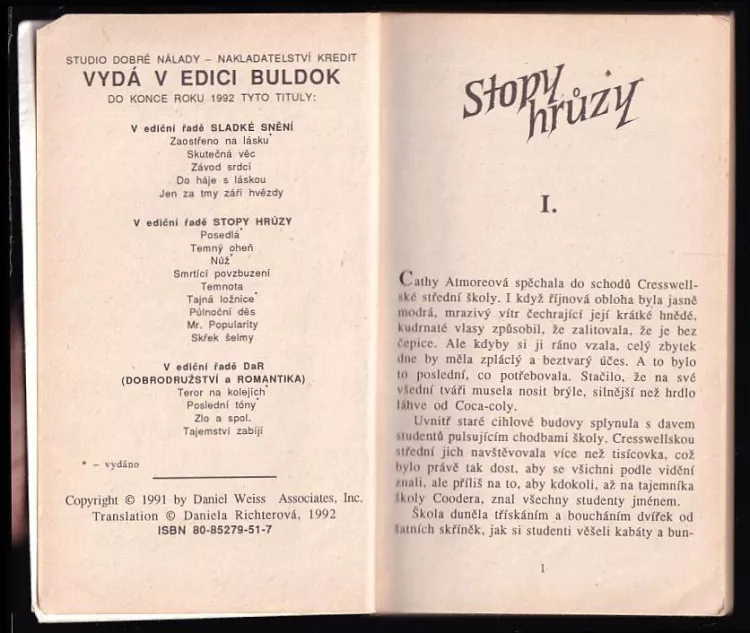 STUDIO DOBRÉ NÁLADY – NAKLADATELSTVÍ KREDIT
VYDÁ V EDICI BULDOK
DO KONCE ROKU 1992 TYTO TITULY:
V ediční řadě SLADKÉ SNĚNÍ
Zaostřeno na lásku*
Skutečná věc
Závod srdcí
Do háje s láskou
Jen za tmy září hvězdy
V ediční řadě STOPY HRŮZY
Posedlá*
Temný oheň
Nůž*
Smrtící povzbuzení
Temnota
Tajná ložnice*
Půlnoční děs
Mr. Popularity
Skřek šelmy
V ediční řadě DaR
(DOBRODRUŽSTVÍ a ROMANTIKA)
Teror na kolejích*
Poslední tóny*
Zlo a spol.
Tajemství zabíjí
* – vydáno
Copyright © 1991 by Daniel Weiss Associates, Inc.
Translation © Daniela Richterová, 1992
ISBN 80-85279-51-7
Stopy
hrůzy
I.
Cathy Atmoreová spěchala do schodů Cresswell-
ské střední školy. I když říjnová obloha byla jasně
modrá, mrazivý vítr čechrající její krátké hnědé,
kudrnaté vlasy způsobil, že zalitovala, že je bez
čepice. Ale kdyby si ji ráno vzala, celý zbytek
dne by měla zpláclý a beztvarý účes. A to bylo
to poslední, co potřebovala. Stačilo, že na své
všední tváři musela nosit brýle, silnější než hrdlo
láhve od Coca-coly.
Uvnitř staré cihlové budovy splynula s davem
studentů pulsujícím chodbami školy. Cresswellskou
střední jich navštěvovala více než tisícovka, což
bylo právě tak dost, aby se všichni podle vidění
znali, ale příliš na to, aby kdokoli, až na tajemníka
školy Coodera, znal všechny studenty jménem.
Škola duněla třískáním a boucháním dvířek od
šatních skříněk, jak si studenti věšeli kabáty a bun-
1